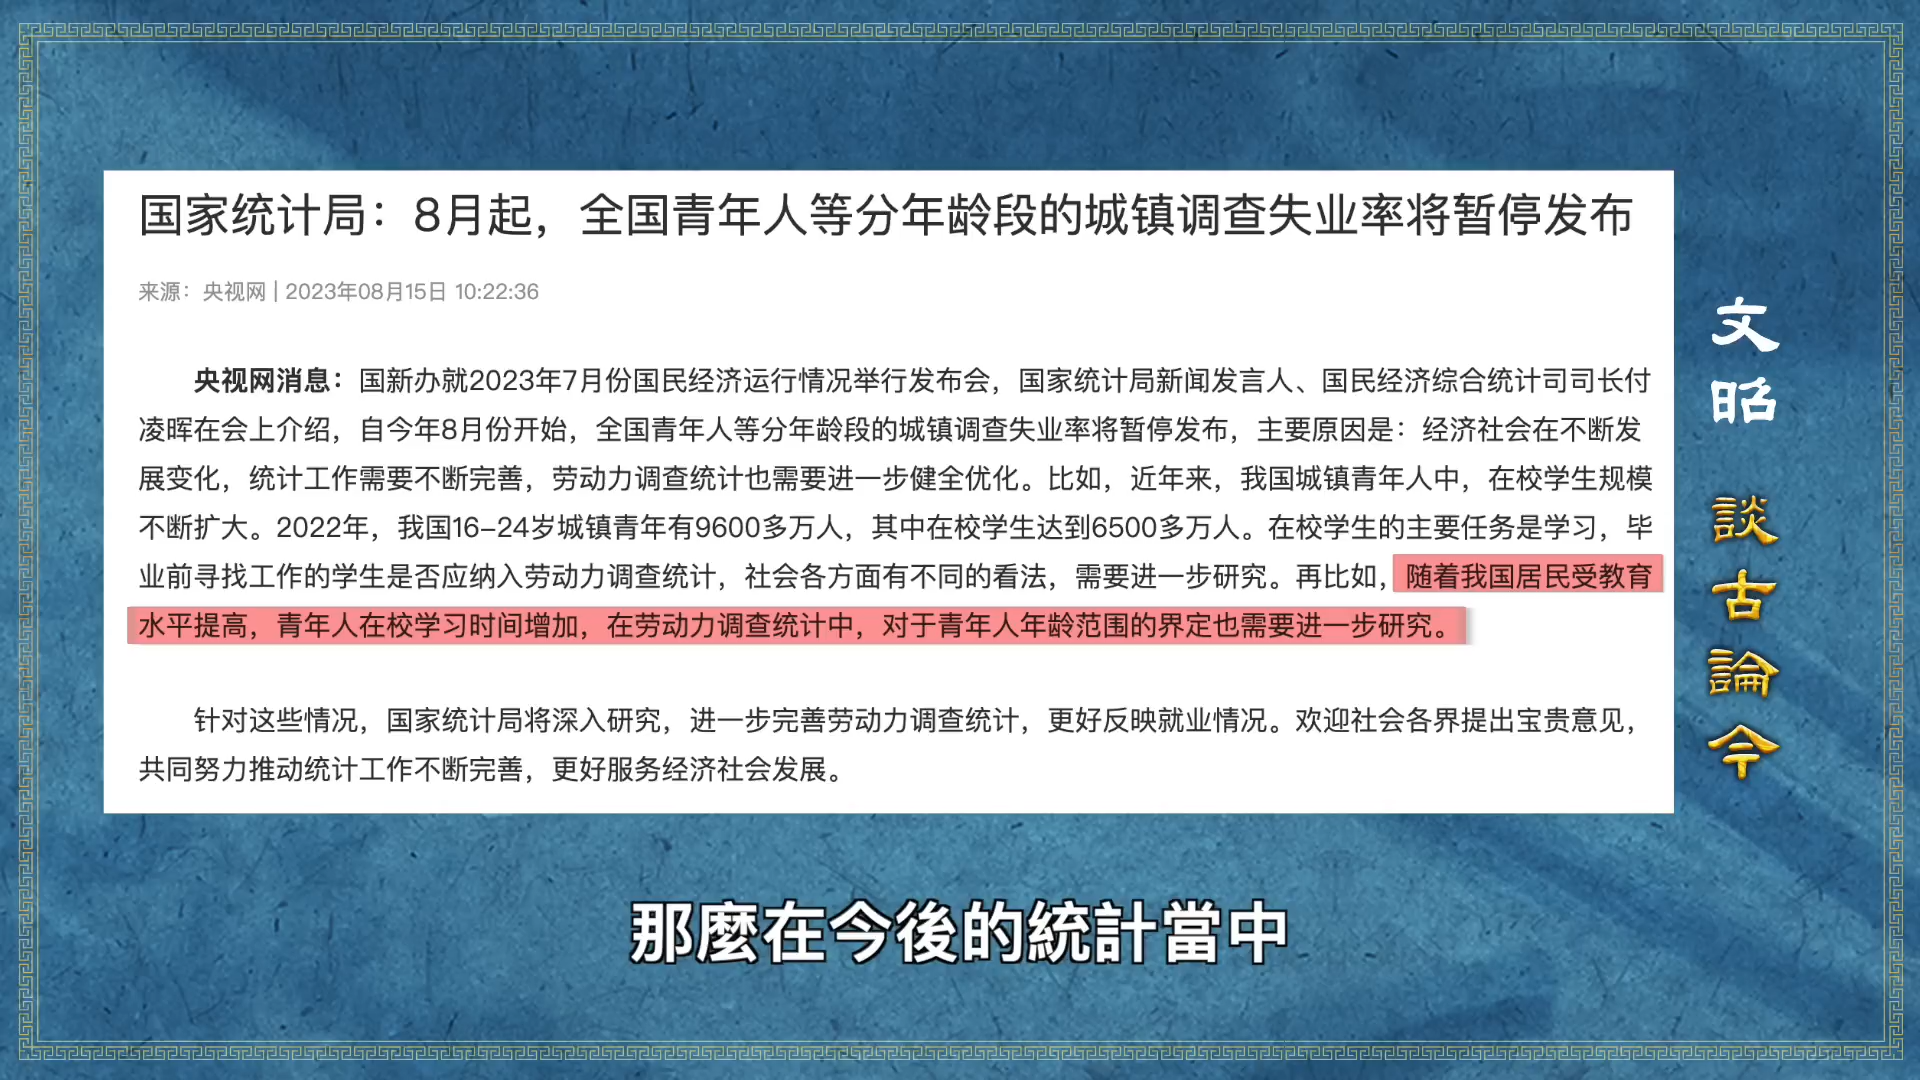 国家统计局：8月起，全国青年人等分年龄段的城镇调查失业率将暂停发布
来源：央视网 | 2023年08月15日 10:22:36
央视网消息：国新办就2023年7月份国民经济运行情况举行发布会，国家统计局新闻发言人、国民经济综合统计司司长付
凌晖在会上介绍，自今年8月份开始，全国青年人等分年龄段的城镇调查失业率将暂停发布，主要原因是：经济社会在不断发
展变化，统计工作需要不断完善，劳动力调查统计也需要进一步健全优化。比如，近年来，我国城镇青年人中，在校学生规模
不断扩大。2022年，我国16-24岁城镇青年有9600多万人，其中在校学生达到6500多万人。在校学生的主要任务是学习，毕
业前寻找工作的学生是否应纳入劳动力调查统计，社会各方面有不同的看法，需要进一步研究。再比如，随着我国居民受教育
水平提高，青年人在校学习时间增加，在劳动力调查统计中，对于青年人年龄范围的界定也需要进一步研究。
针对这些情况，国家统计局将深入研究，进一步完善劳动力调查统计，更好反映就业情况。欢迎社会各界提出宝贵意见，
共同努力推动统计工作不断完善，更好服务经济社会发展。
文昭
談古論今
那麼在今後的統計當中